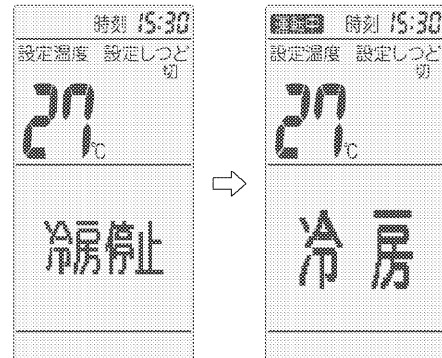 時刻 15:30
設定温度 設定しつど
切
27℃
冷房停止
⇨
運転中 時刻 15:30
設定温度 設定しつど
切
27℃
冷房